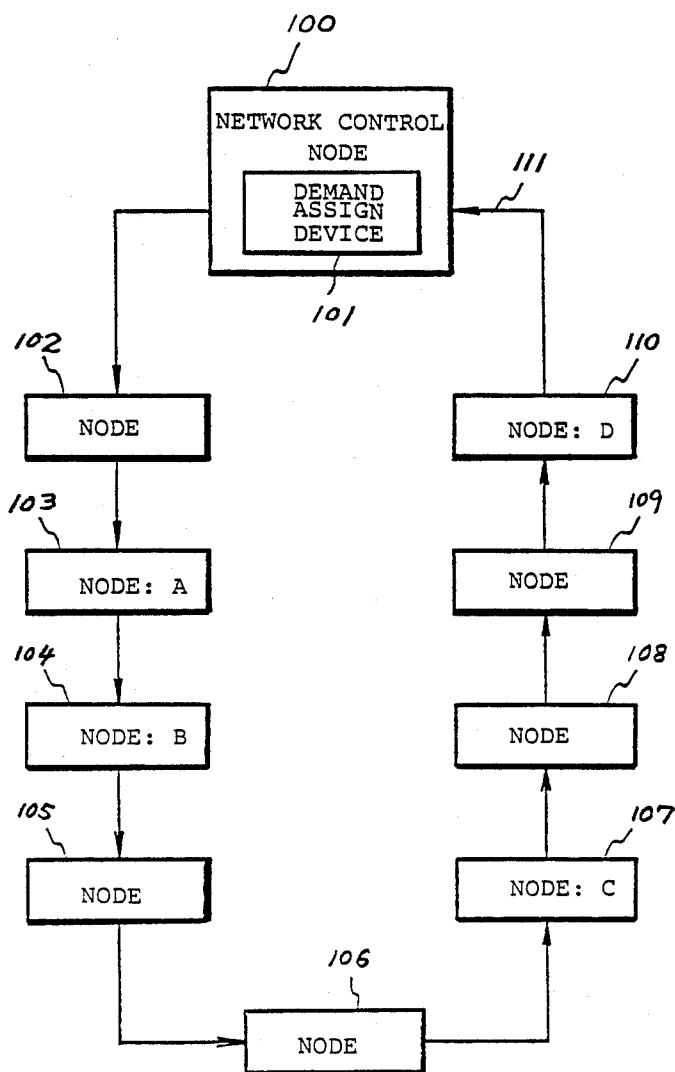 100
NETWORK CONTROL
NODE
DEMAND
ASSIGN
DEVICE
101
111
102
NODE
110
NODE: D
103
NODE: A
109
NODE
104
NODE: B
108
NODE
105
NODE
107
NODE: C
106
NODE